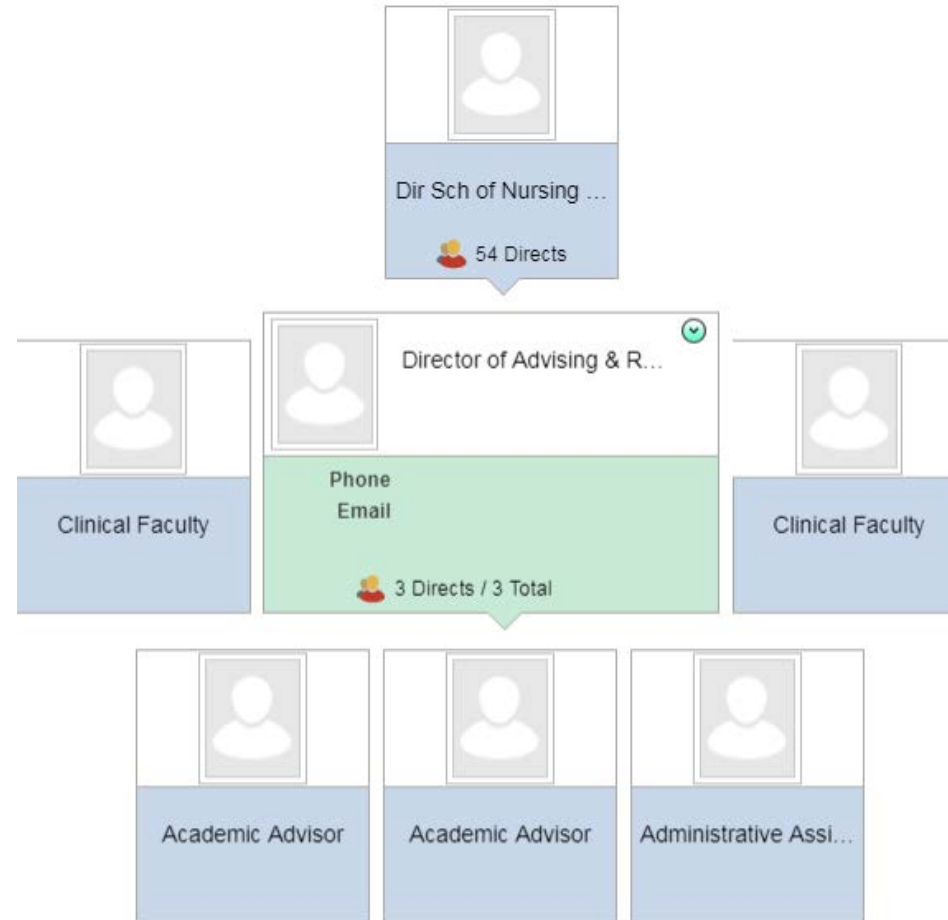 Dir Sch of Nursing ...
54 Directs
Director of Advising & R...
Phone
Email
3 Directs / 3 Total
Clinical Faculty
Clinical Faculty
Academic Advisor
Academic Advisor
Administrative Assi...